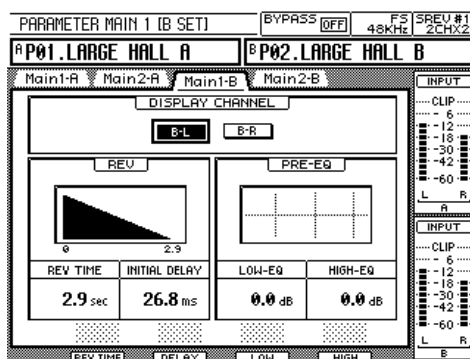 PARAMETER MAIN 1 [B SET]
BYPASS OFF
FS 48KHz
SREV #1 2CHX2
A P01.LARGE HALL A
B P02.LARGE HALL B
Main1-A Main2-A Main1-B Main2-B
DISPLAY CHANNEL
B-L B-R
REV
0 2.9
REV TIME INITIAL DELAY
2.9 sec 26.8 ms
PRE-EQ
LOW-EQ HIGH-EQ
0.0 dB 0.0 dB
REV TIME DELAY LOW HIGH
INPUT
CLIP
- 6
-12
-18
-30
-42
-60
L R
A
INPUT
CLIP
6
-12
-18
-30
-42
-60
L R
B